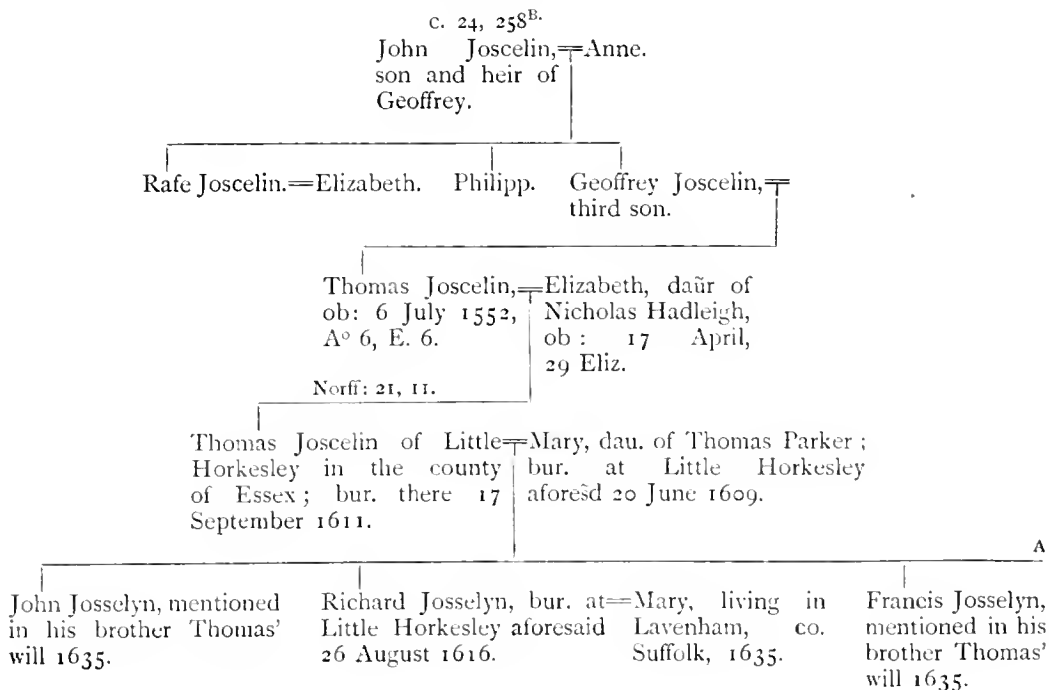 c. 24, 258B.
John Joscelin,=Anne.
son and heir of
Geoffrey.
Rafe Joscelin.=Elizabeth. Philipp. Geoffrey Joscelin,=
third son.
Thomas Joscelin,=Elizabeth, daũr of
ob: 6 July 1552, Nicholas Hadleigh,
Aº 6, E. 6. ob : 17 April,
29 Eliz.
Norff: 21, 11.
Thomas Joscelin of Little=Mary, dau. of Thomas Parker ;
Horkesley in the county bur. at Little Horkesley
of Essex ; bur. there 17 afores̃d 20 June 1609.
September 1611.
A
John Josselyn, mentioned Richard Josselyn, bur. at=Mary, living in Francis Josselyn,
in his brother Thomas' Little Horkesley aforesaid Lavenham, co. mentioned in his
will 1635. 26 August 1616. Suffolk, 1635. brother Thomas'
will 1635.